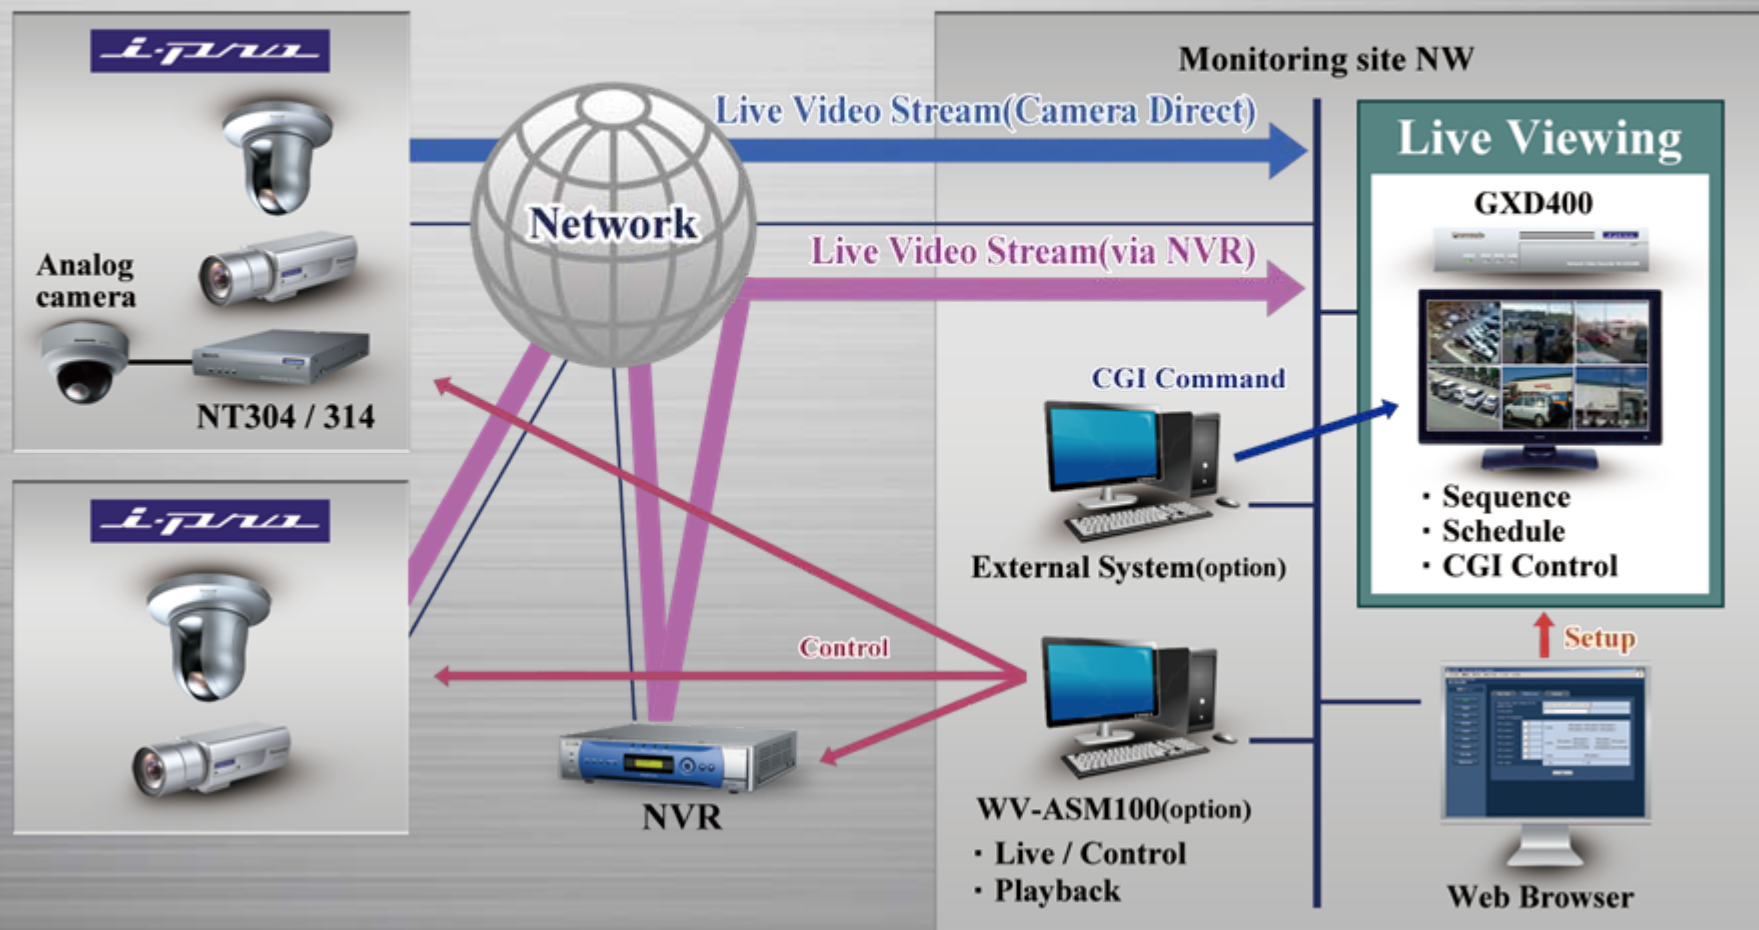 i-pro
Analog
camera
NT304 / 314
i-pro
Network
Live Video Stream(Camera Direct)
Live Video Stream(via NVR)
Control
NVR
Monitoring site NW
CGI Command
External System(option)
WV-ASM100(option)
・Live / Control
・Playback
Live Viewing
GXD400
・Sequence
・Schedule
・CGI Control
Setup
Web Browser